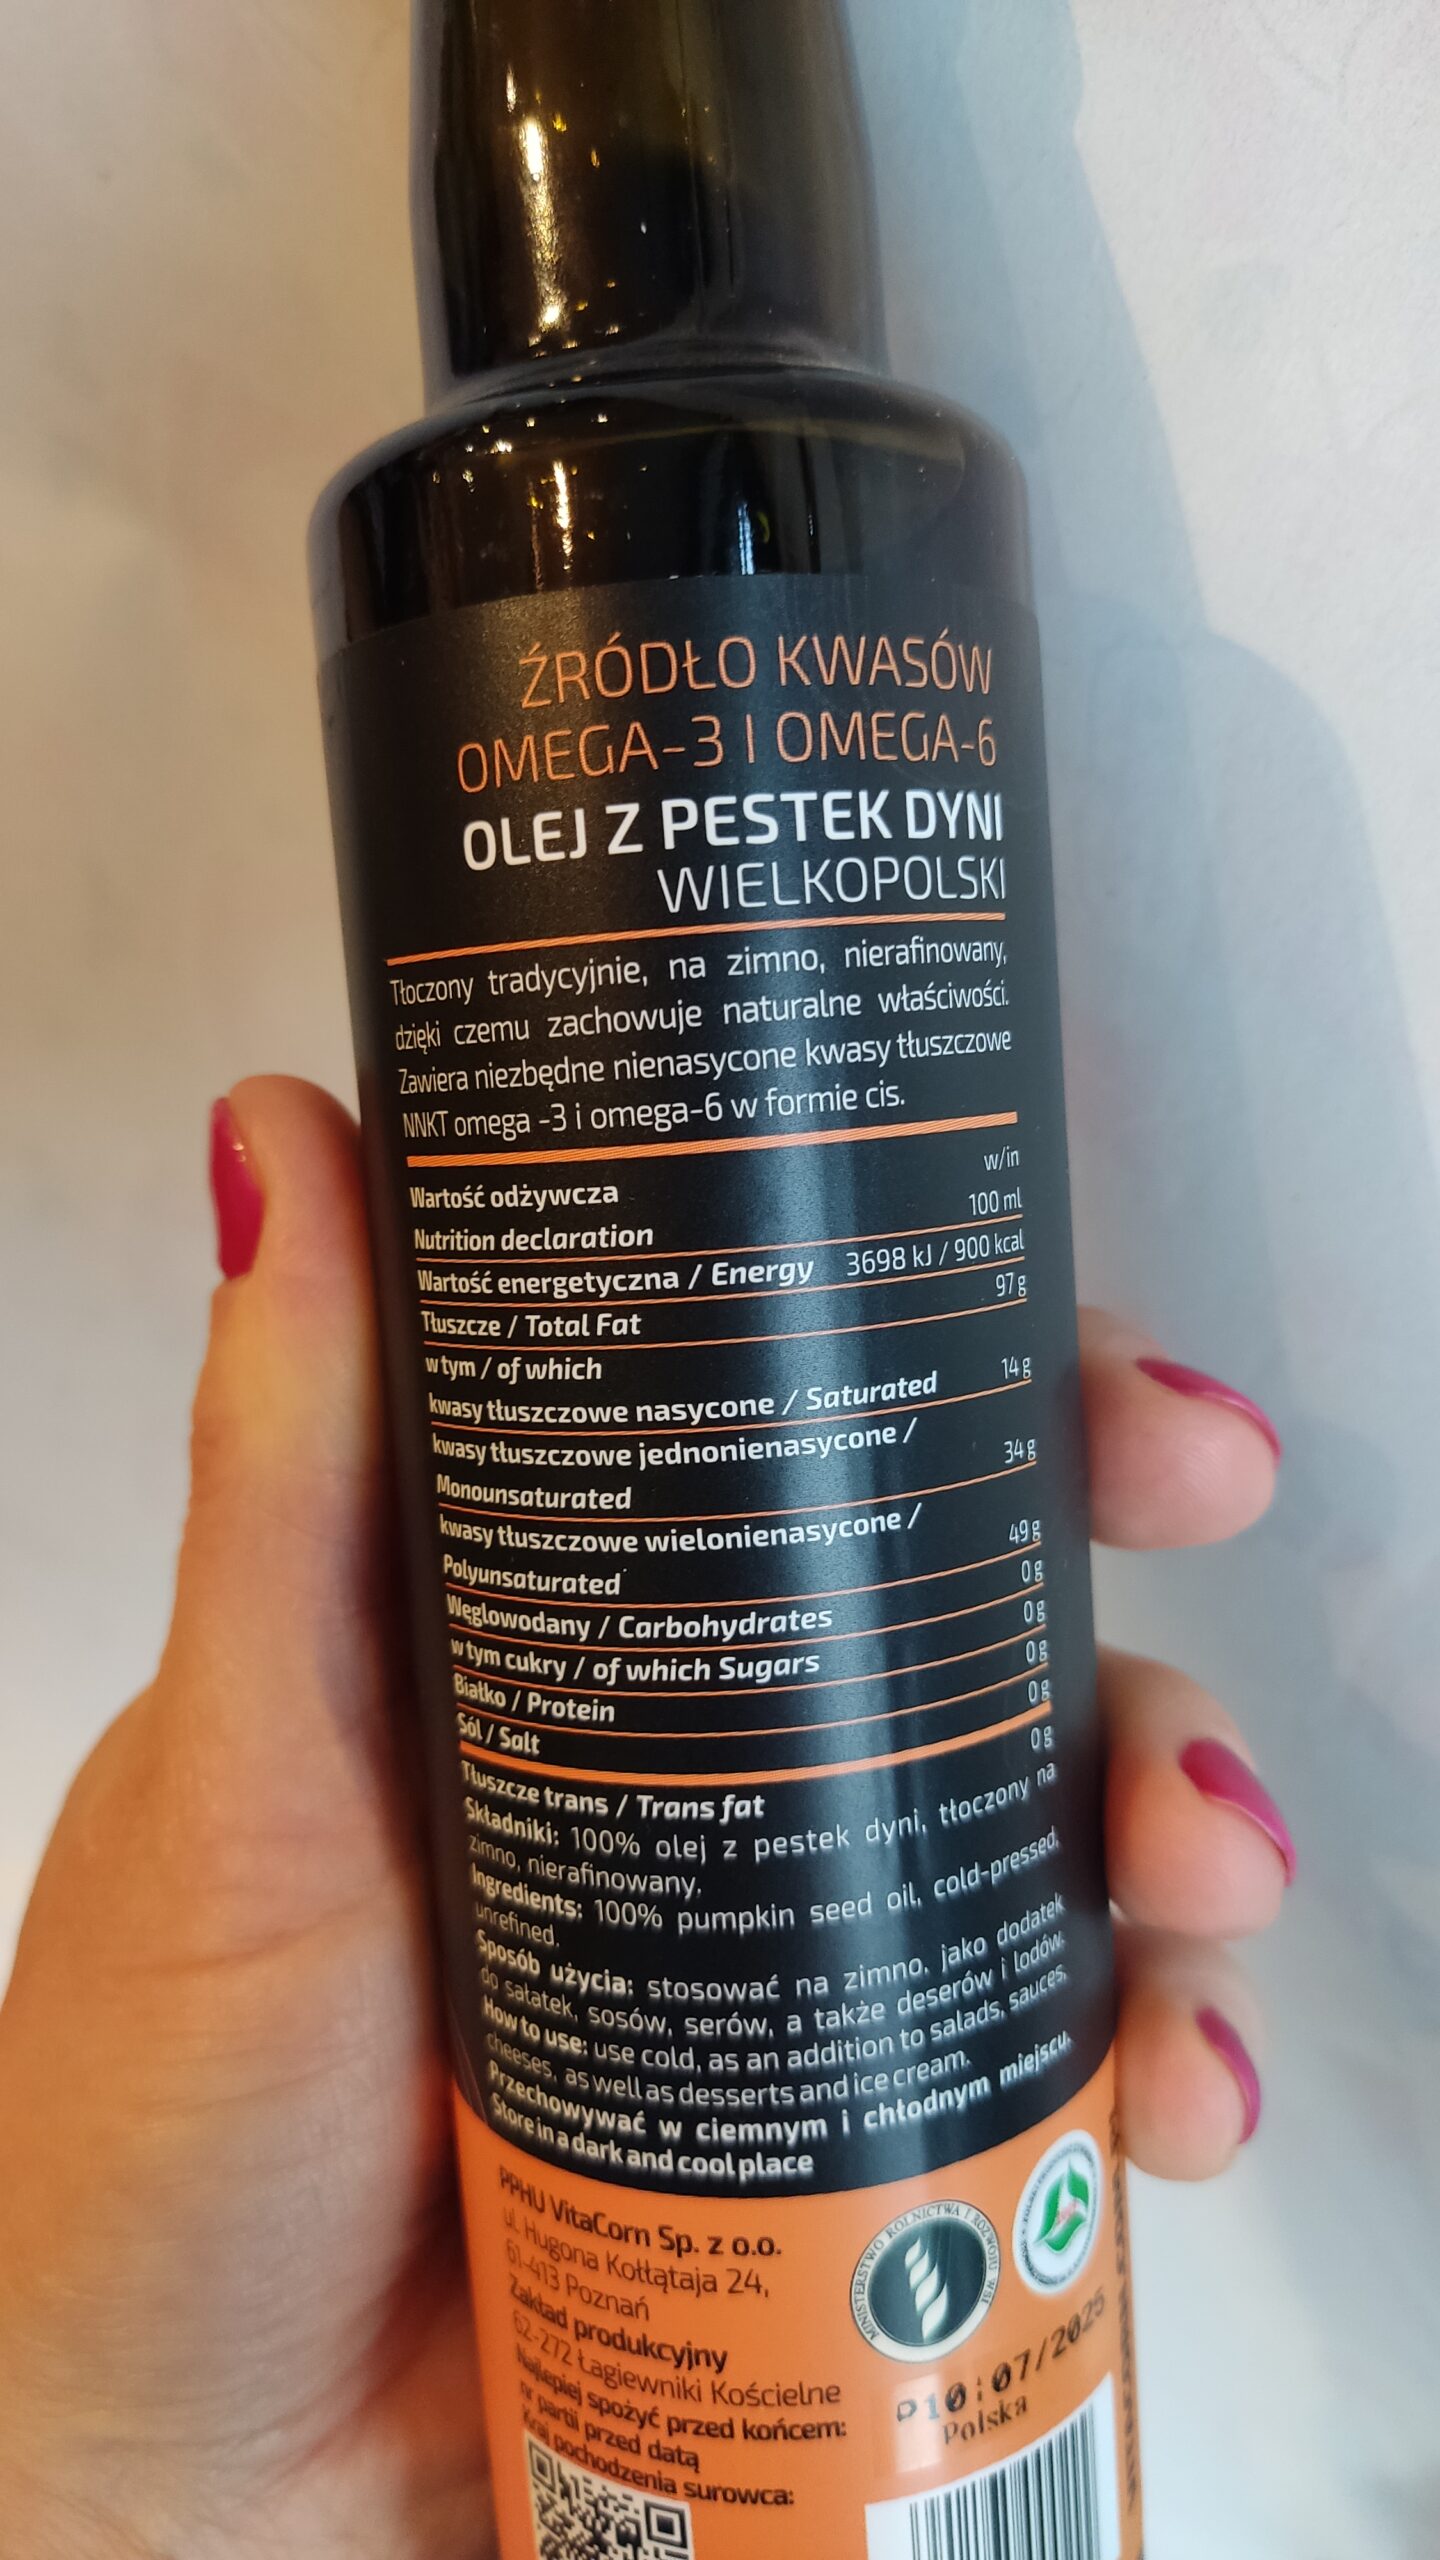 ŹRÓDŁO KWASÓW
OMEGA-3 I OMEGA-6
OLEJ Z PESTEK DYNI
WIELKOPOLSKI
Tłoczony tradycyjnie, na zimno, nierafinowany,
dzięki czemu zachowuje naturalne właściwości.
Zawiera niezbędne nienasycone kwasy tłuszczowe
NNKT omega -3 i omega-6 w formie cis.
Wartość odżywcza w/in
Nutrition declaration 100 ml
Wartość energetyczna / Energy 3698 kJ / 900 kcal
Tłuszcze / Total Fat 97 g
w tym / of which
kwasy tłuszczowe nasycone / Saturated 14 g
kwasy tłuszczowe jednonienasycone /
Monounsaturated 34 g
kwasy tłuszczowe wielonienasycone /
Polyunsaturated 49 g
Węglowodany / Carbohydrates 0 g
w tym cukry / of which Sugars 0 g
Białko / Protein 0 g
Sól / Salt 0 g
Tłuszcze trans / Trans fat 0 g
Składniki: 100% olej z pestek dyni, tłoczony na
zimno, nierafinowany.
Ingredients: 100% pumpkin seed oil, cold-pressed,
unrefined.
Sposób użycia: stosować na zimno, jako dodatek
do sałatek, sosów, serów, a także deserów i lodów.
How to use: use cold, as an addition to salads, sauces,
cheeses, as well as desserts and ice cream.
Przechowywać w ciemnym i chłodnym miejscu.
Store in a dark and cool place
PPHU VitaCorn Sp. z o.o.
ul. Hugona Kołłątaja 24,
61-413 Poznań
Zakład produkcyjny
62-272 Łagiewniki Kościelne
Najlepiej spożyć przed końcem:
nr partii przed datą
P10:07/2025
Kraj pochodzenia surowca:
Polska
MINISTERSTWO ROLNICTWA I ROZWOJU WSI